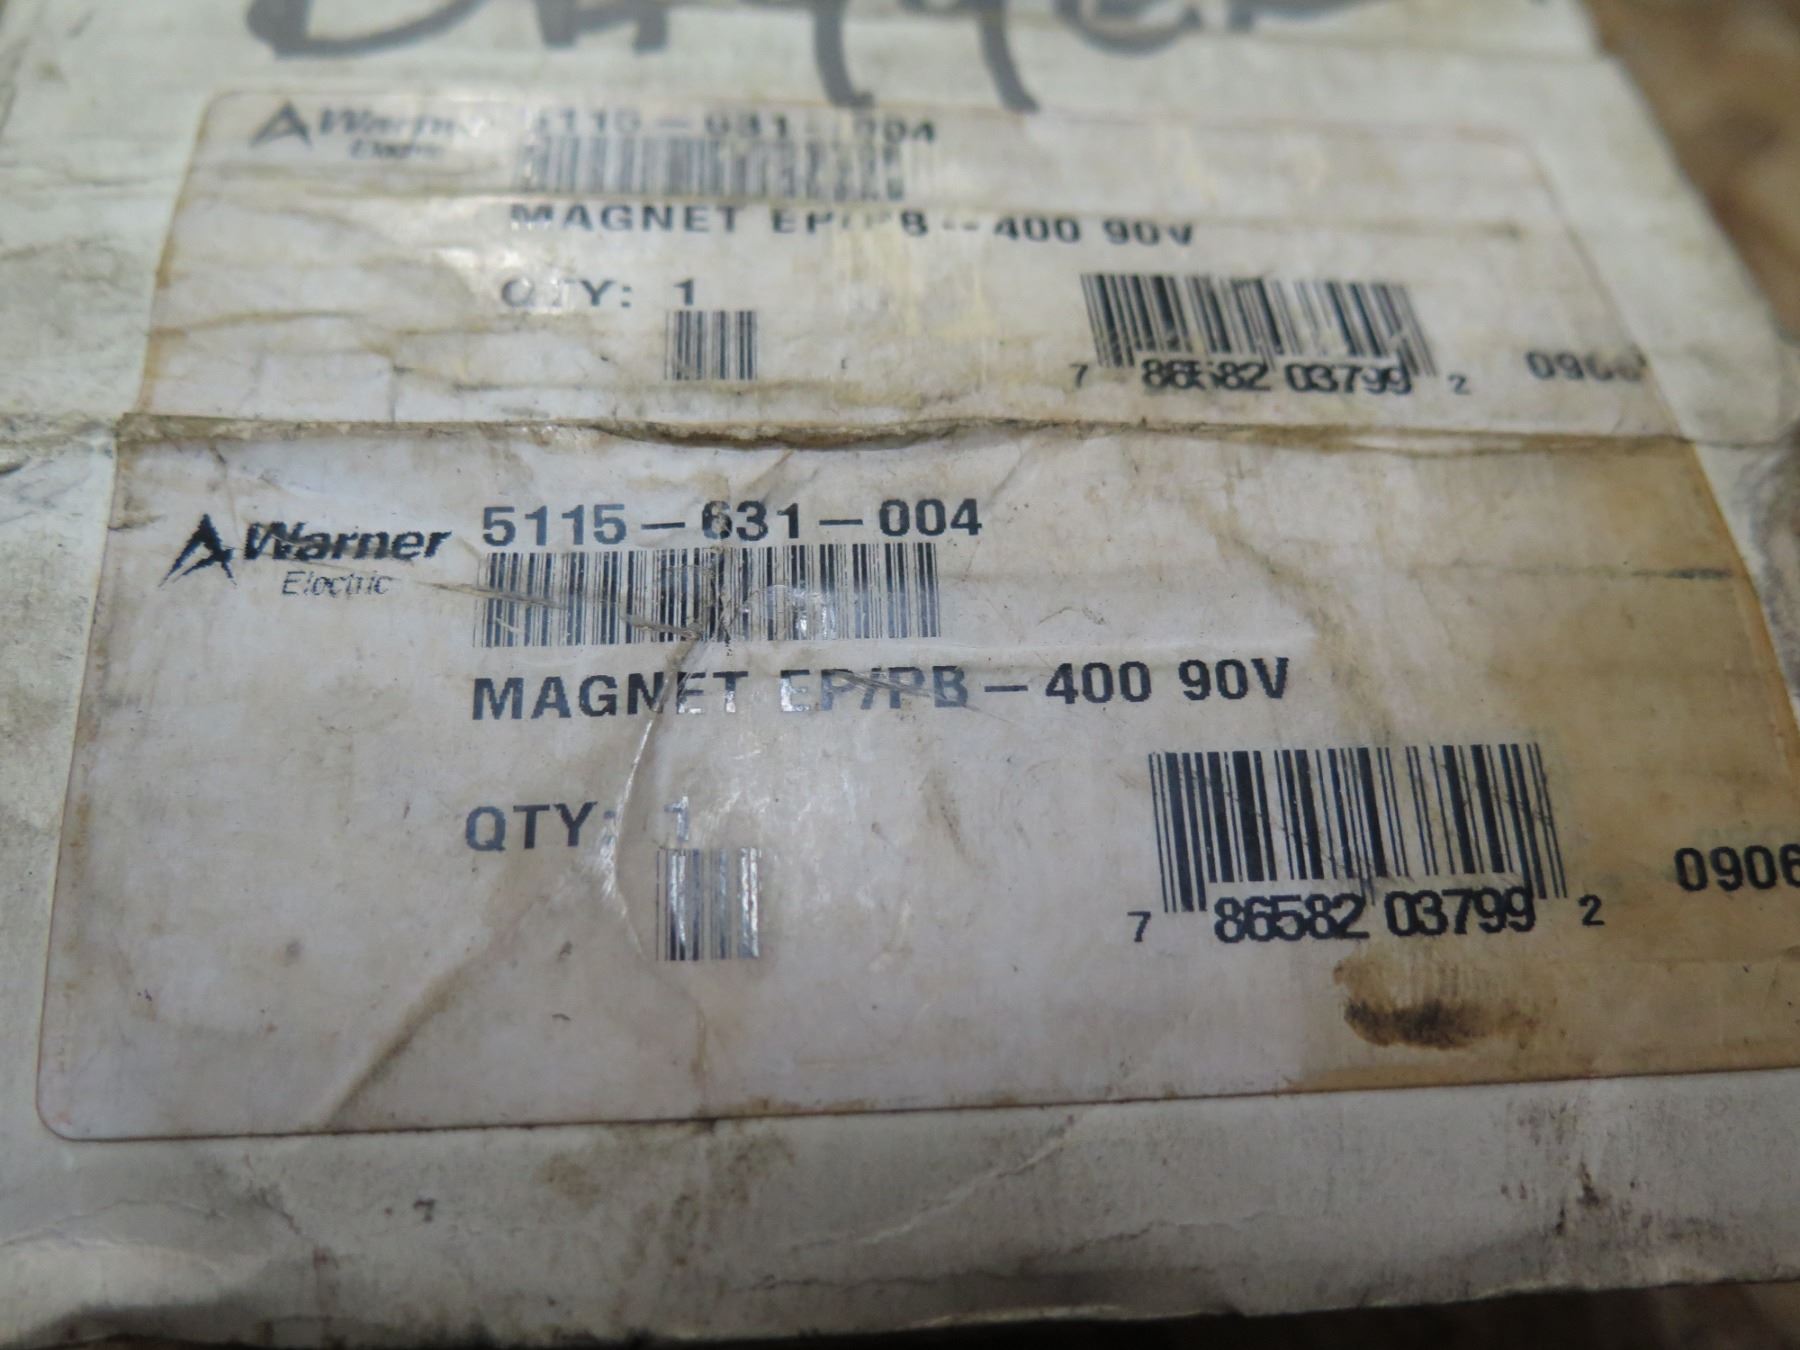 Warner 5115-631-004
Electric
MAGNET EP/PB-400 90V
QTY: 1
7 86582 03799 2
Warner 5115-631-004
Electric
MAGNET EP/PB-400 90V
QTY: 1
7 86582 03799 2 0906